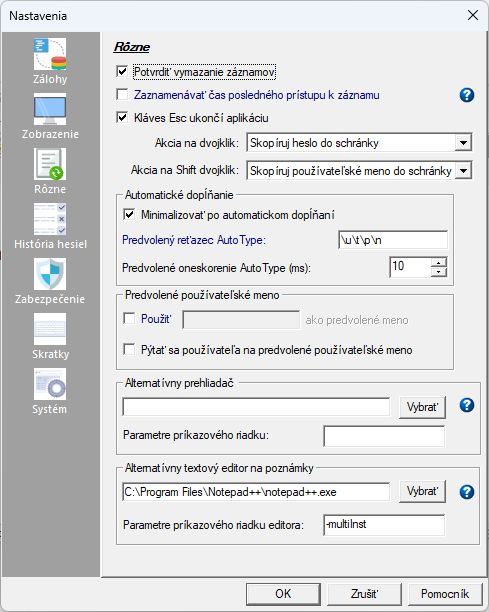 Nastavenia
Zálohy
Zobrazenie
Rôzne
História hesiel
Zabezpečenie
Skratky
Systém
Rôzne
Potvrdiť vymazanie záznamov
Zaznamenávať čas posledného prístupu k záznamu
Kláves Esc ukončí aplikáciu
Akcia na dvojklik: Skopíruj heslo do schránky
Akcia na Shift dvojklik: Skopíruj používateľské meno do schránky
Automatické dopĺňanie
Minimalizovať po automatickom dopĺňaní
Predvolený reťazec AutoType: \u\t\p\n
Predvolené oneskorenie AutoType (ms): 10
Predvolené používateľské meno
Použiť ako predvolené meno
Pýtať sa používateľa na predvolené používateľské meno
Alternatívny prehliadač
Vybrať
Parametre príkazového riadku:
Alternatívny textový editor na poznámky
C:\Program Files\Notepad++\notepad++.exe Vybrať
Parametre príkazového riadku editora: -multiInst
OK Zrušiť Pomocník